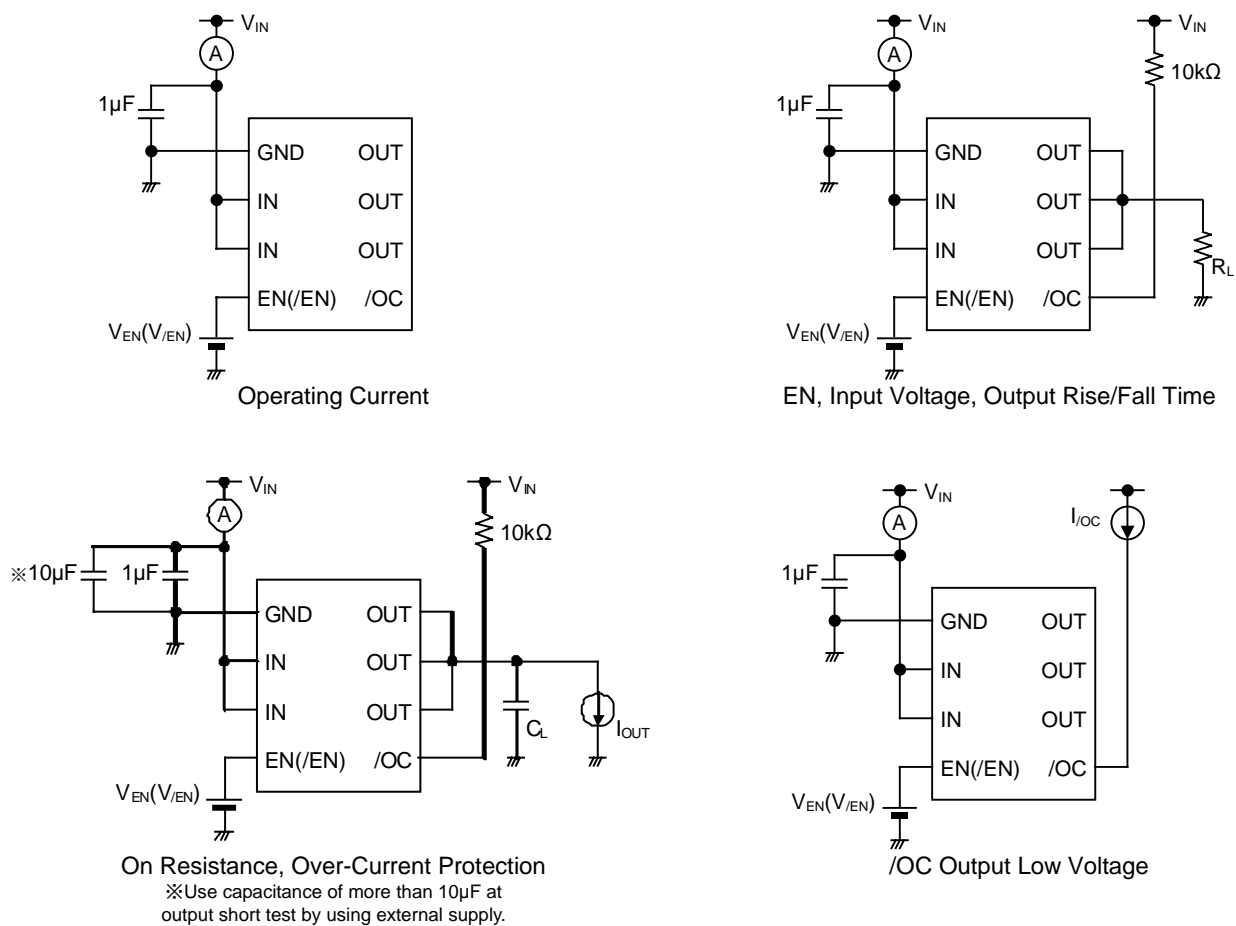 VIN
A
1µF
GND OUT
IN OUT
IN OUT
EN(/EN) /OC
VEN(V/EN)
Operating Current
VIN
A
1µF
VIN
10kΩ
GND OUT
IN OUT
IN OUT
EN(/EN) /OC
RL
VEN(V/EN)
EN, Input Voltage, Output Rise/Fall Time
VIN
A
※10µF 1µF
VIN
10kΩ
GND OUT
IN OUT
IN OUT
EN(/EN) /OC
CL
IOUT
VEN(V/EN)
On Resistance, Over-Current Protection
※Use capacitance of more than 10µF at
output short test by using external supply.
VIN
A
1µF
I/OC
GND OUT
IN OUT
IN OUT
EN(/EN) /OC
VEN(V/EN)
/OC Output Low Voltage